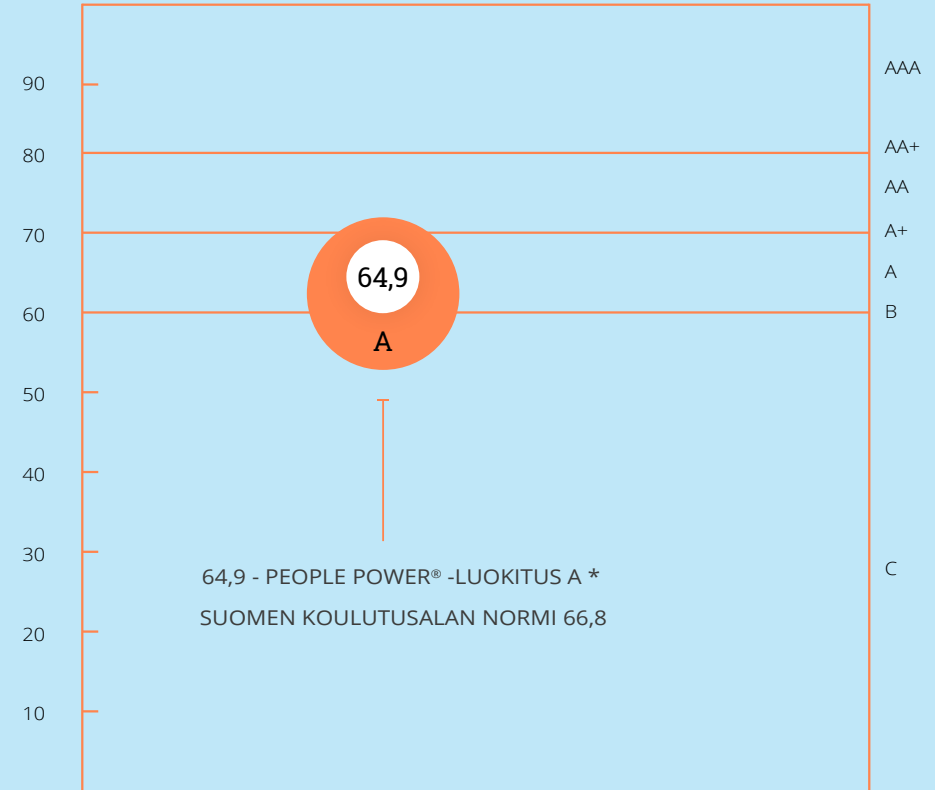 90
AAA
80
AA+
AA
70
A+
64,9
A
60
B
A
50
40
30
C
64,9 - PEOPLE POWER® -LUOKITUS A *
SUOMEN KOULUTUSALAN NORMI 66,8
20
10